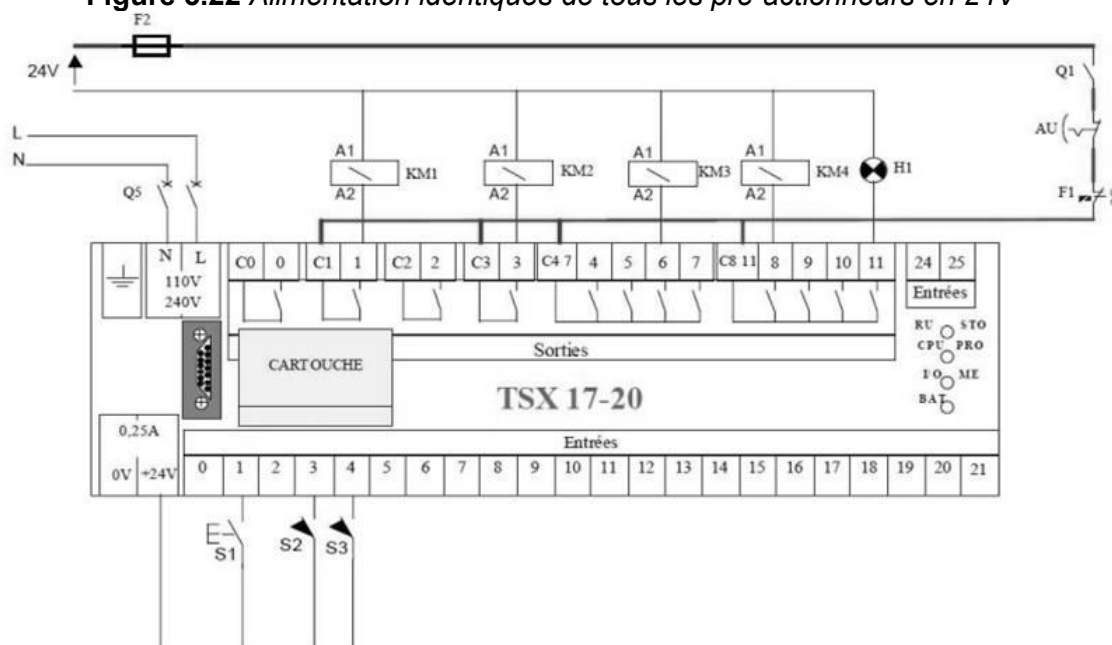 Figure 3.22 Alimentation identiques de tous les pré-actionneurs en 24V
F2
24V
Q1
L
AU
N
A1 A1 A1 A1
KM1 KM2 KM3 KM4 H1
Q5
A2 A2 A2 A2
F1
N L C0 0 C1 1 C2 2 C3 3 C4 7 4 5 6 7 C8 11 8 9 10 11 24 25
110V
240V
Entrées
RU STO
CPU PRO
I/O ME
BAT
Sorties
CARTOUCHE
TSX 17-20
0,25A
Entrées
0V +24V 0 1 2 3 4 5 6 7 8 9 10 11 12 13 14 15 16 17 18 19 20 21
S1 S2 S3